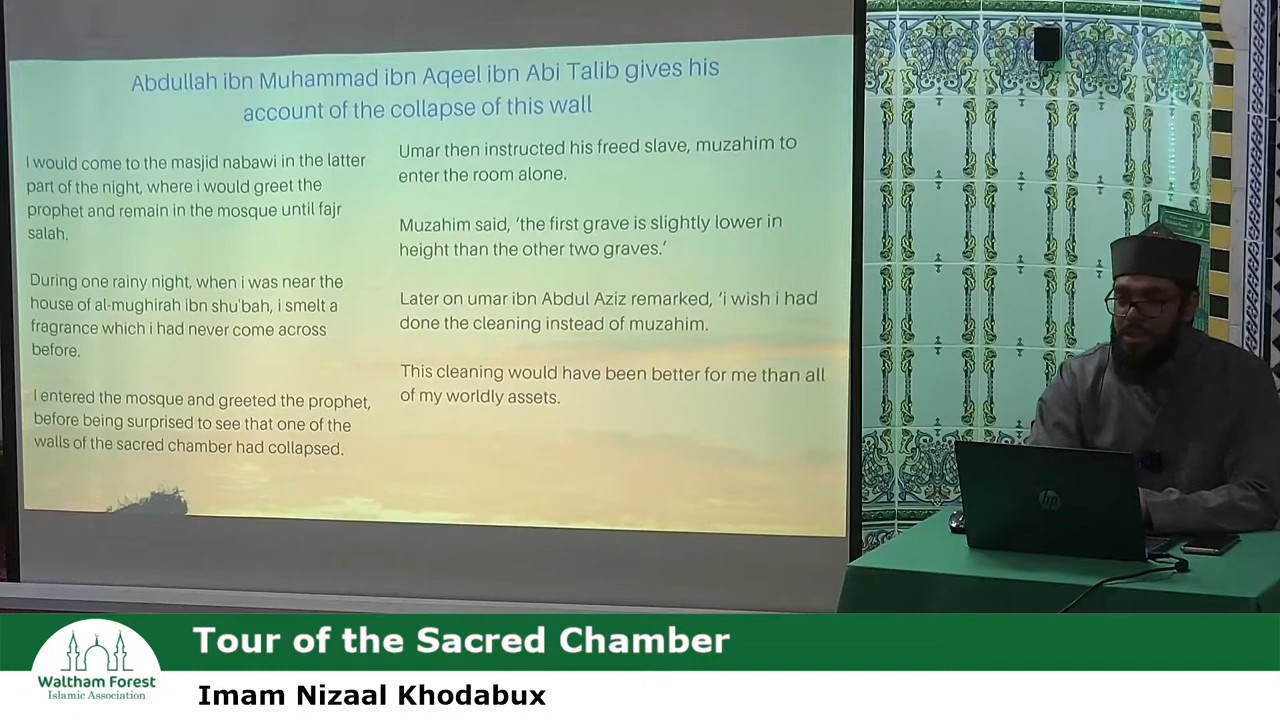 Abdullah ibn Muhammad ibn Aqeel ibn Abi Talib gives his
account of the collapse of this wall
I would come to the masjid nabawi in the latter
part of the night, where i would greet the
prophet and remain in the mosque until fajr
salah.
During one rainy night, when i was near the
house of al-mughirah ibn shu'bah, i smelt a
fragrance which i had never come across
before.
I entered the mosque and greeted the prophet,
before being surprised to see that one of the
walls of the sacred chamber had collapsed.
Umar then instructed his freed slave, muzahim to
enter the room alone.
Muzahim said, 'the first grave is slightly lower in
height than the other two graves.'
Later on umar ibn Abdul Aziz remarked, 'i wish i had
done the cleaning instead of muzahim.
This cleaning would have been better for me than all
of my worldly assets.
hp
Tour of the Sacred Chamber
Waltham Forest
Islamic Association
Imam Nizaal Khodabux